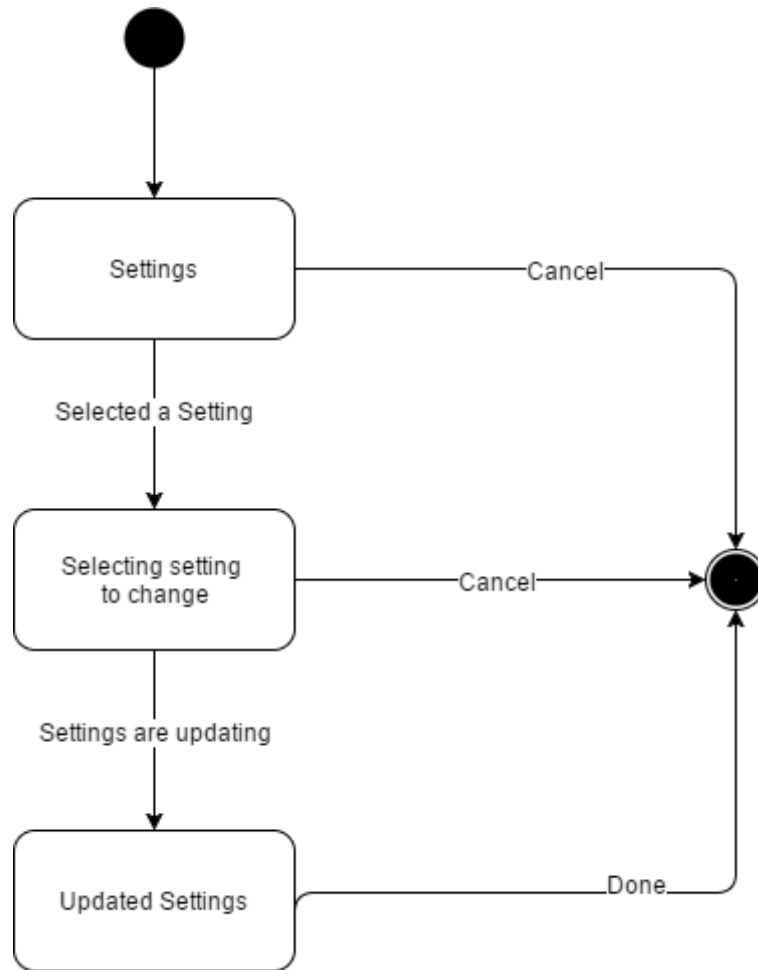 Settings
Cancel
Selected a Setting
Selecting setting
to change
Cancel
Settings are updating
Updated Settings
Done